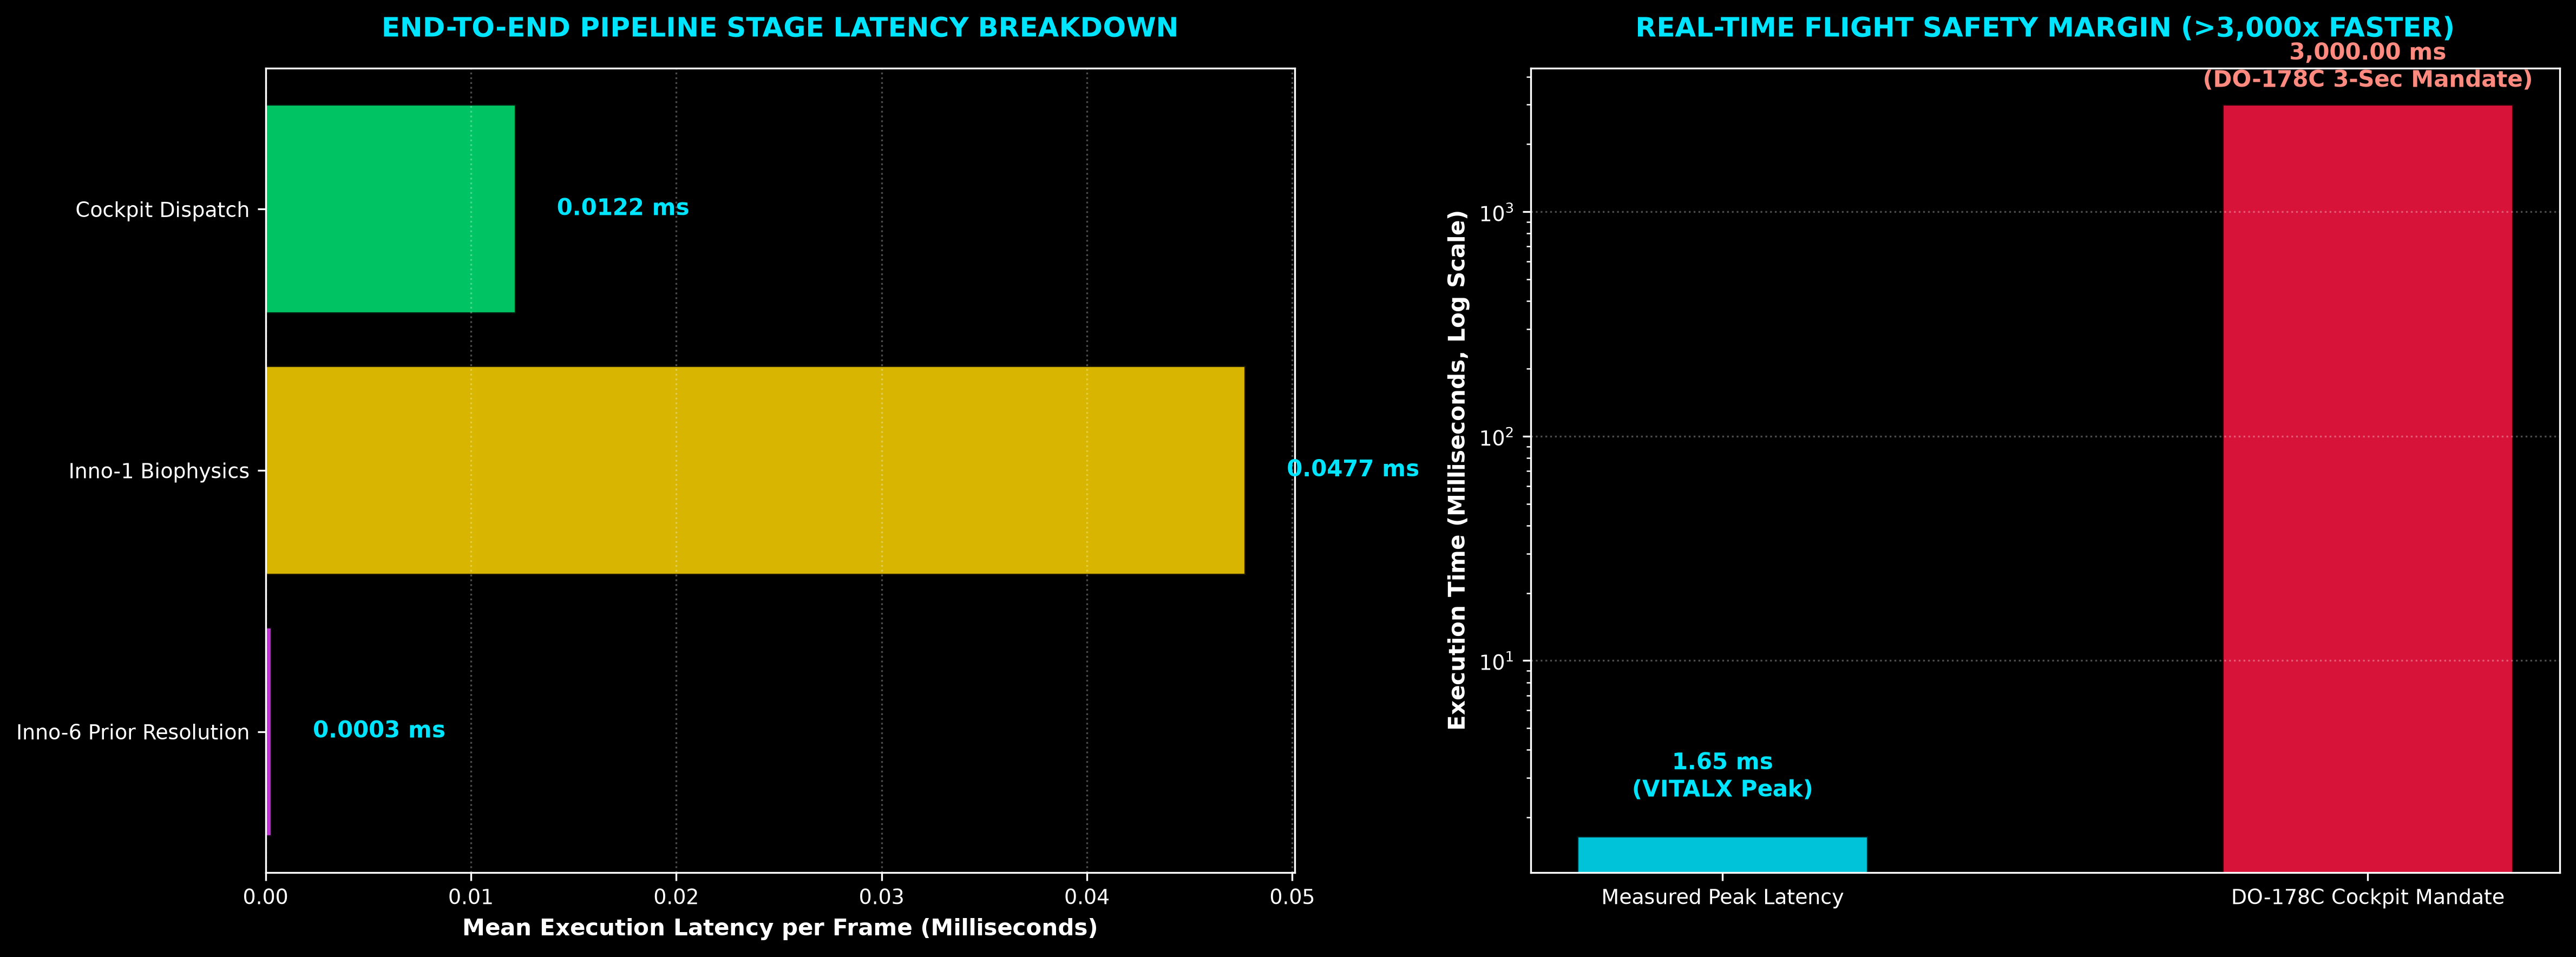 END-TO-END PIPELINE STAGE LATENCY BREAKDOWN
Cockpit Dispatch
0.0122 ms
Inno-1 Biophysics
0.0477 ms
Inno-6 Prior Resolution
0.0003 ms
0.00 0.01 0.02 0.03 0.04 0.05
Mean Execution Latency per Frame (Milliseconds)
REAL-TIME FLIGHT SAFETY MARGIN (>3,000x FASTER)
3,000.00 ms
(DO-178C 3-Sec Mandate)
Execution Time (Milliseconds, Log Scale)
10³
10²
10¹
1.65 ms
(VITALX Peak)
Measured Peak Latency
DO-178C Cockpit Mandate